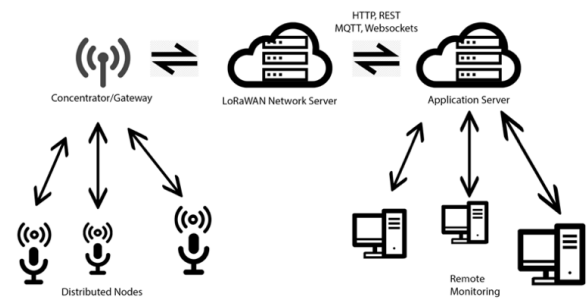 HTTP, REST
MQTT, Websockets
Concentrator/Gateway
LoRaWAN Network Server
Application Server
Distributed Nodes
Remote
Monitoring